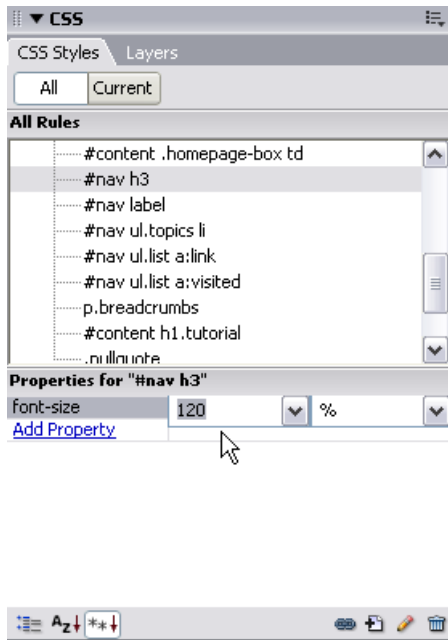 CSS
CSS Styles Layers
All Current
All Rules
#content .homepage-box td
#nav h3
#nav label
#nav ul.topics li
#nav ul.list a:link
#nav ul.list a:visited
p.breadcrumbs
#content h1.tutorial
.pullquote
Properties for "#nav h3"
font-size 120 %
Add Property
AZ **